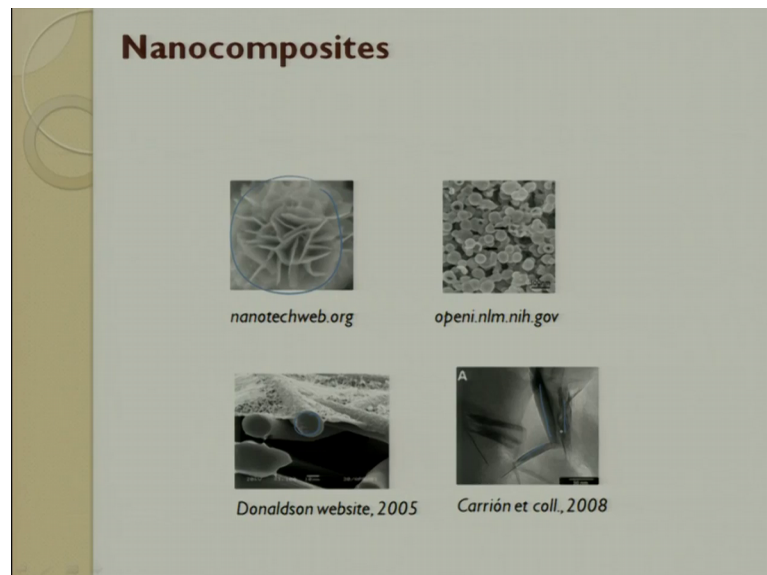 Nanocomposites
nanotechweb.org
openi.nlm.nih.gov
A
Donaldson website, 2005
Carrión et coll., 2008